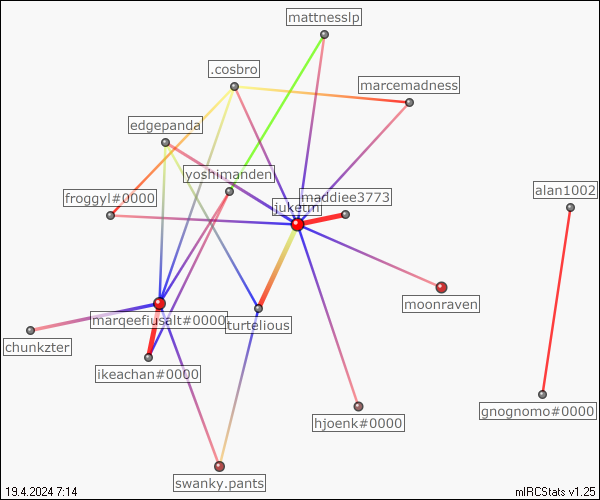 mattnesslp
.cosbro
marcemadness
edgepanda
yoshimanden
alan1002
froggyl#0000
maddiee3773
juketn
moonraven
marqeefiusalt#0000
turtelious
chunkzter
ikeachan#0000
gnognomo#0000
hjoenk#0000
swanky.pants
19.4.2024 7:14
mIRCStats v1.25